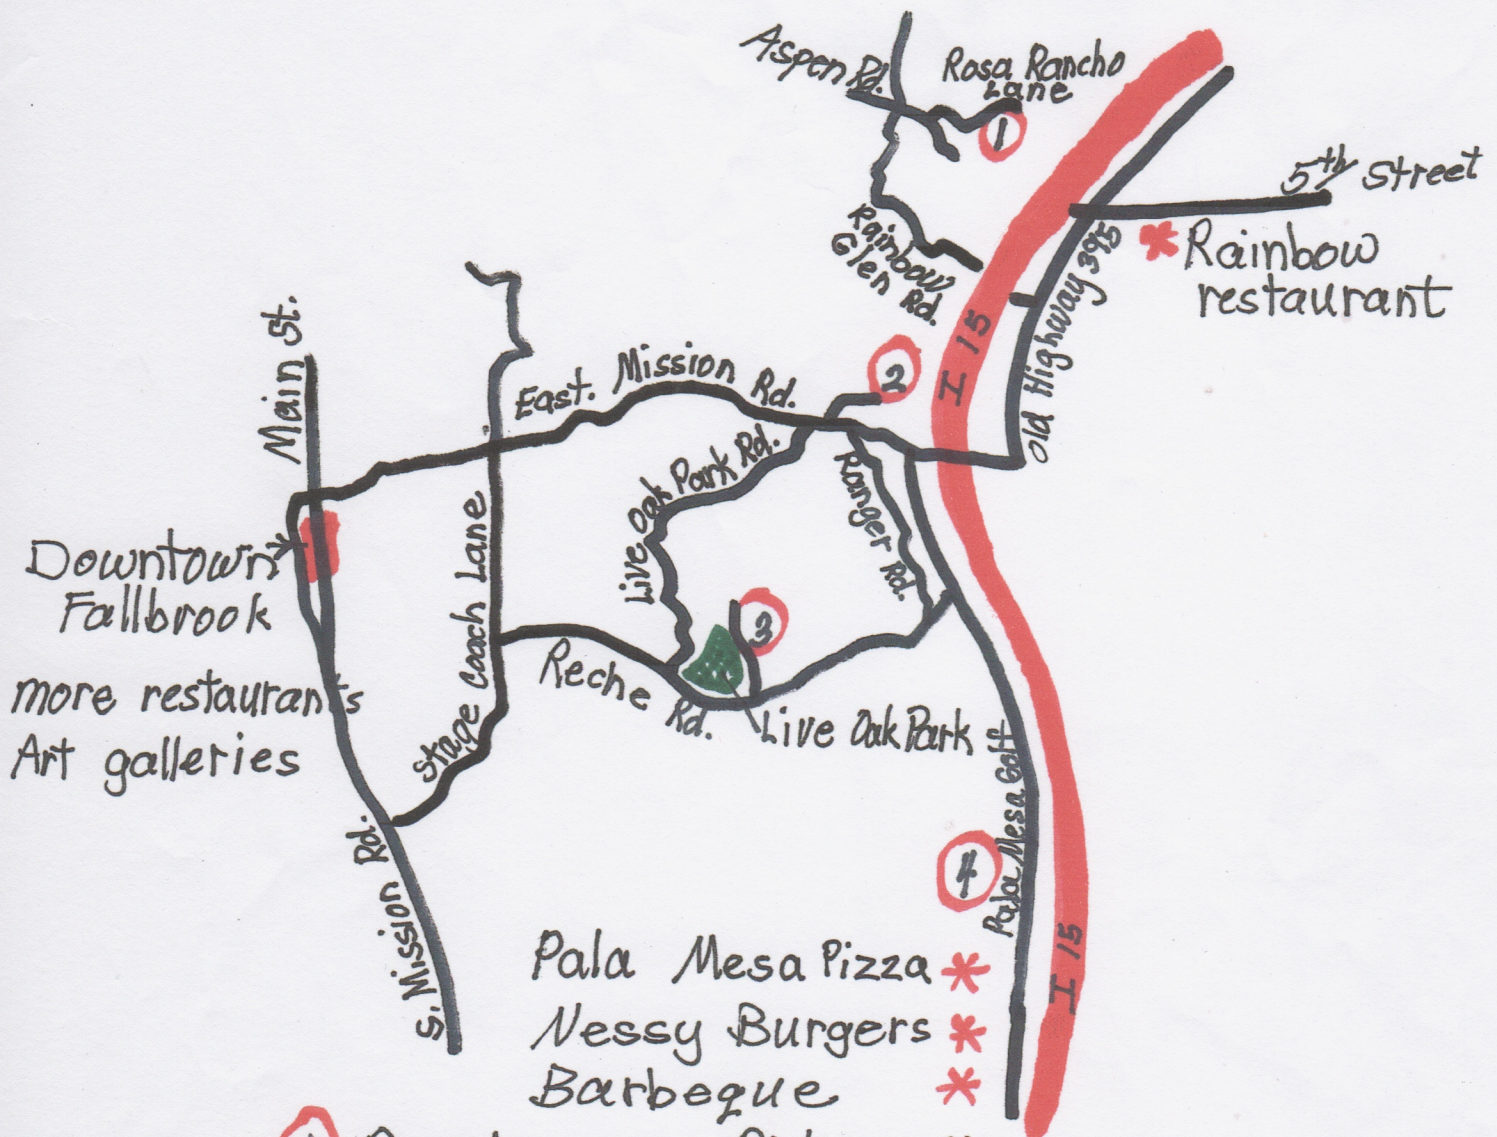 Aspen Rd.
Rosa Rancho
Lane
1
5th Street
Rainbow
Glen Rd.
Old Highway 395
Rainbow
restaurant
I 15
2
Main St.
East. Mission Rd.
Live Oak Park Rd.
Ranger Rd.
Stage Coach Lane
Downtown
Fallbrook
3
Reche Rd.
Live Oak Park
more restaurants
Art galleries
Pala Mesa Golf
4
S. Mission Rd.
Pala Mesa Pizza
Nessy Burgers
Barbeque
I 15